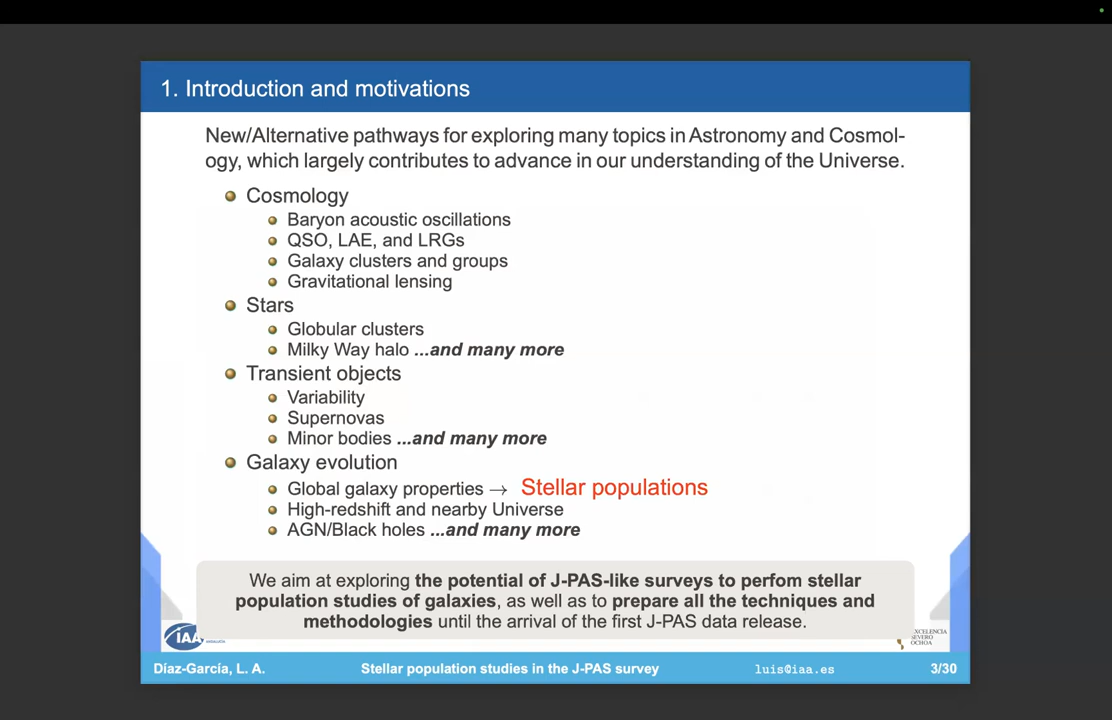 1. Introduction and motivations
New/Alternative pathways for exploring many topics in Astronomy and Cosmol-
ogy, which largely contributes to advance in our understanding of the Universe.
Cosmology
Baryon acoustic oscillations
QSO, LAE, and LRGs
Galaxy clusters and groups
Gravitational lensing
Stars
Globular clusters
Milky Way halo ...and many more
Transient objects
Variability
Supernovas
Minor bodies ...and many more
Galaxy evolution
Global galaxy properties → Stellar populations
High-redshift and nearby Universe
AGN/Black holes ...and many more
We aim at exploring the potential of J-PAS-like surveys to perfom stellar
population studies of galaxies, as well as to prepare all the techniques and
methodologies until the arrival of the first J-PAS data release.
IAA
EXCELENCIA
SEVERO
OCHOA
Díaz-García, L. A. Stellar population studies in the J-PAS survey luis@iaa.es 3/30